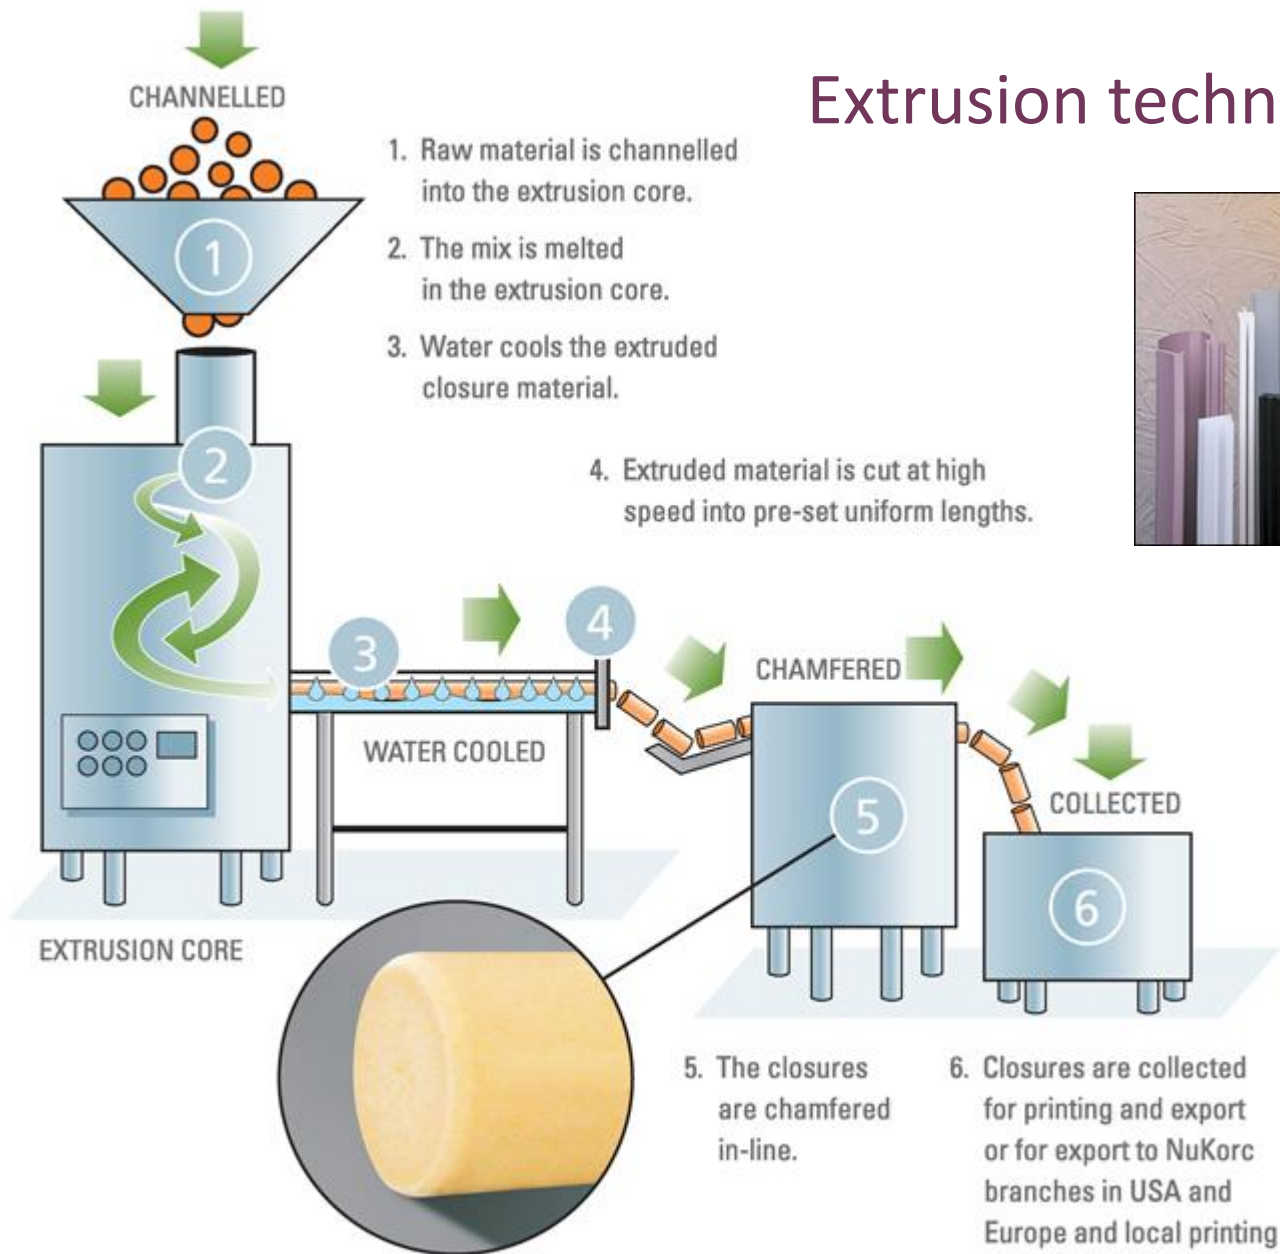 CHANNELLED
Extrusion techn
1. Raw material is channelled
into the extrusion core.
2. The mix is melted
in the extrusion core.
3. Water cools the extruded
closure material.
4. Extruded material is cut at high
speed into pre-set uniform lengths.
1
2
3
4
CHAMFERED
WATER COOLED
5
COLLECTED
6
EXTRUSION CORE
5. The closures
are chamfered
in-line.
6. Closures are collected
for printing and export
or for export to NuKorc
branches in USA and
Europe and local printing